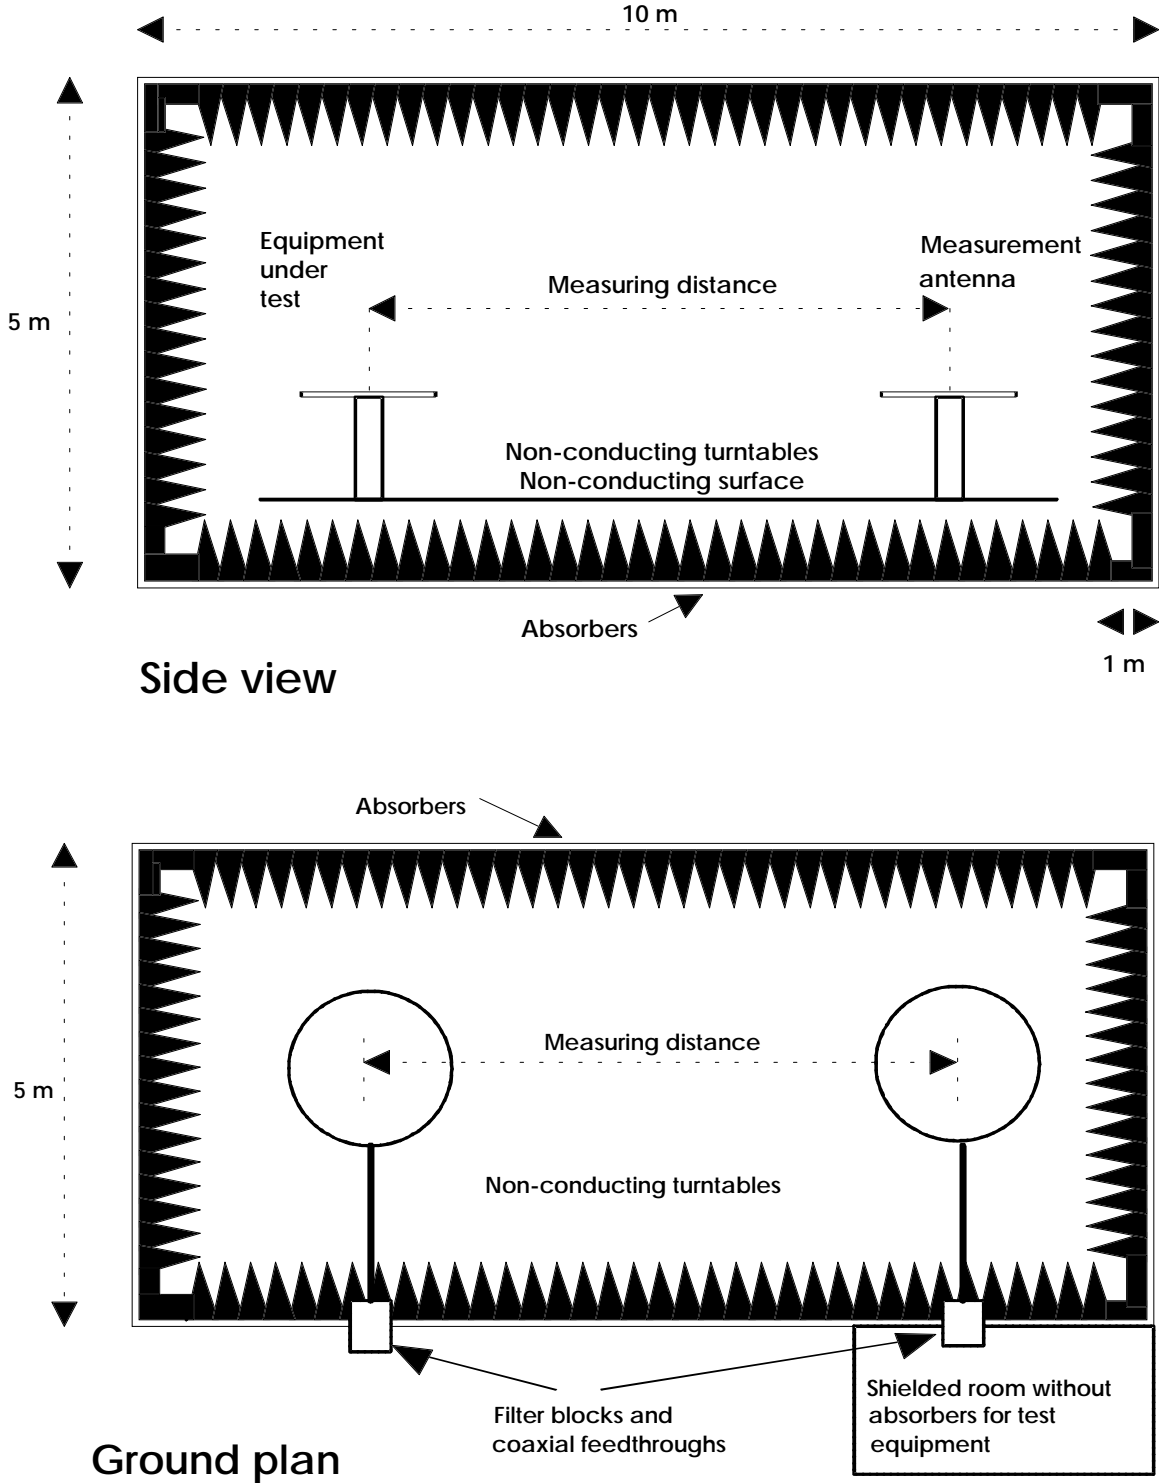 10 m
Equipment
under
test
Measurement
antenna
Measuring distance
5 m
Non-conducting turntables
Non-conducting surface
Absorbers
1 m
Side view
Absorbers
Measuring distance
5 m
Non-conducting turntables
Shielded room without
absorbers for test
equipment
Filter blocks and
coaxial feedthroughs
Ground plan